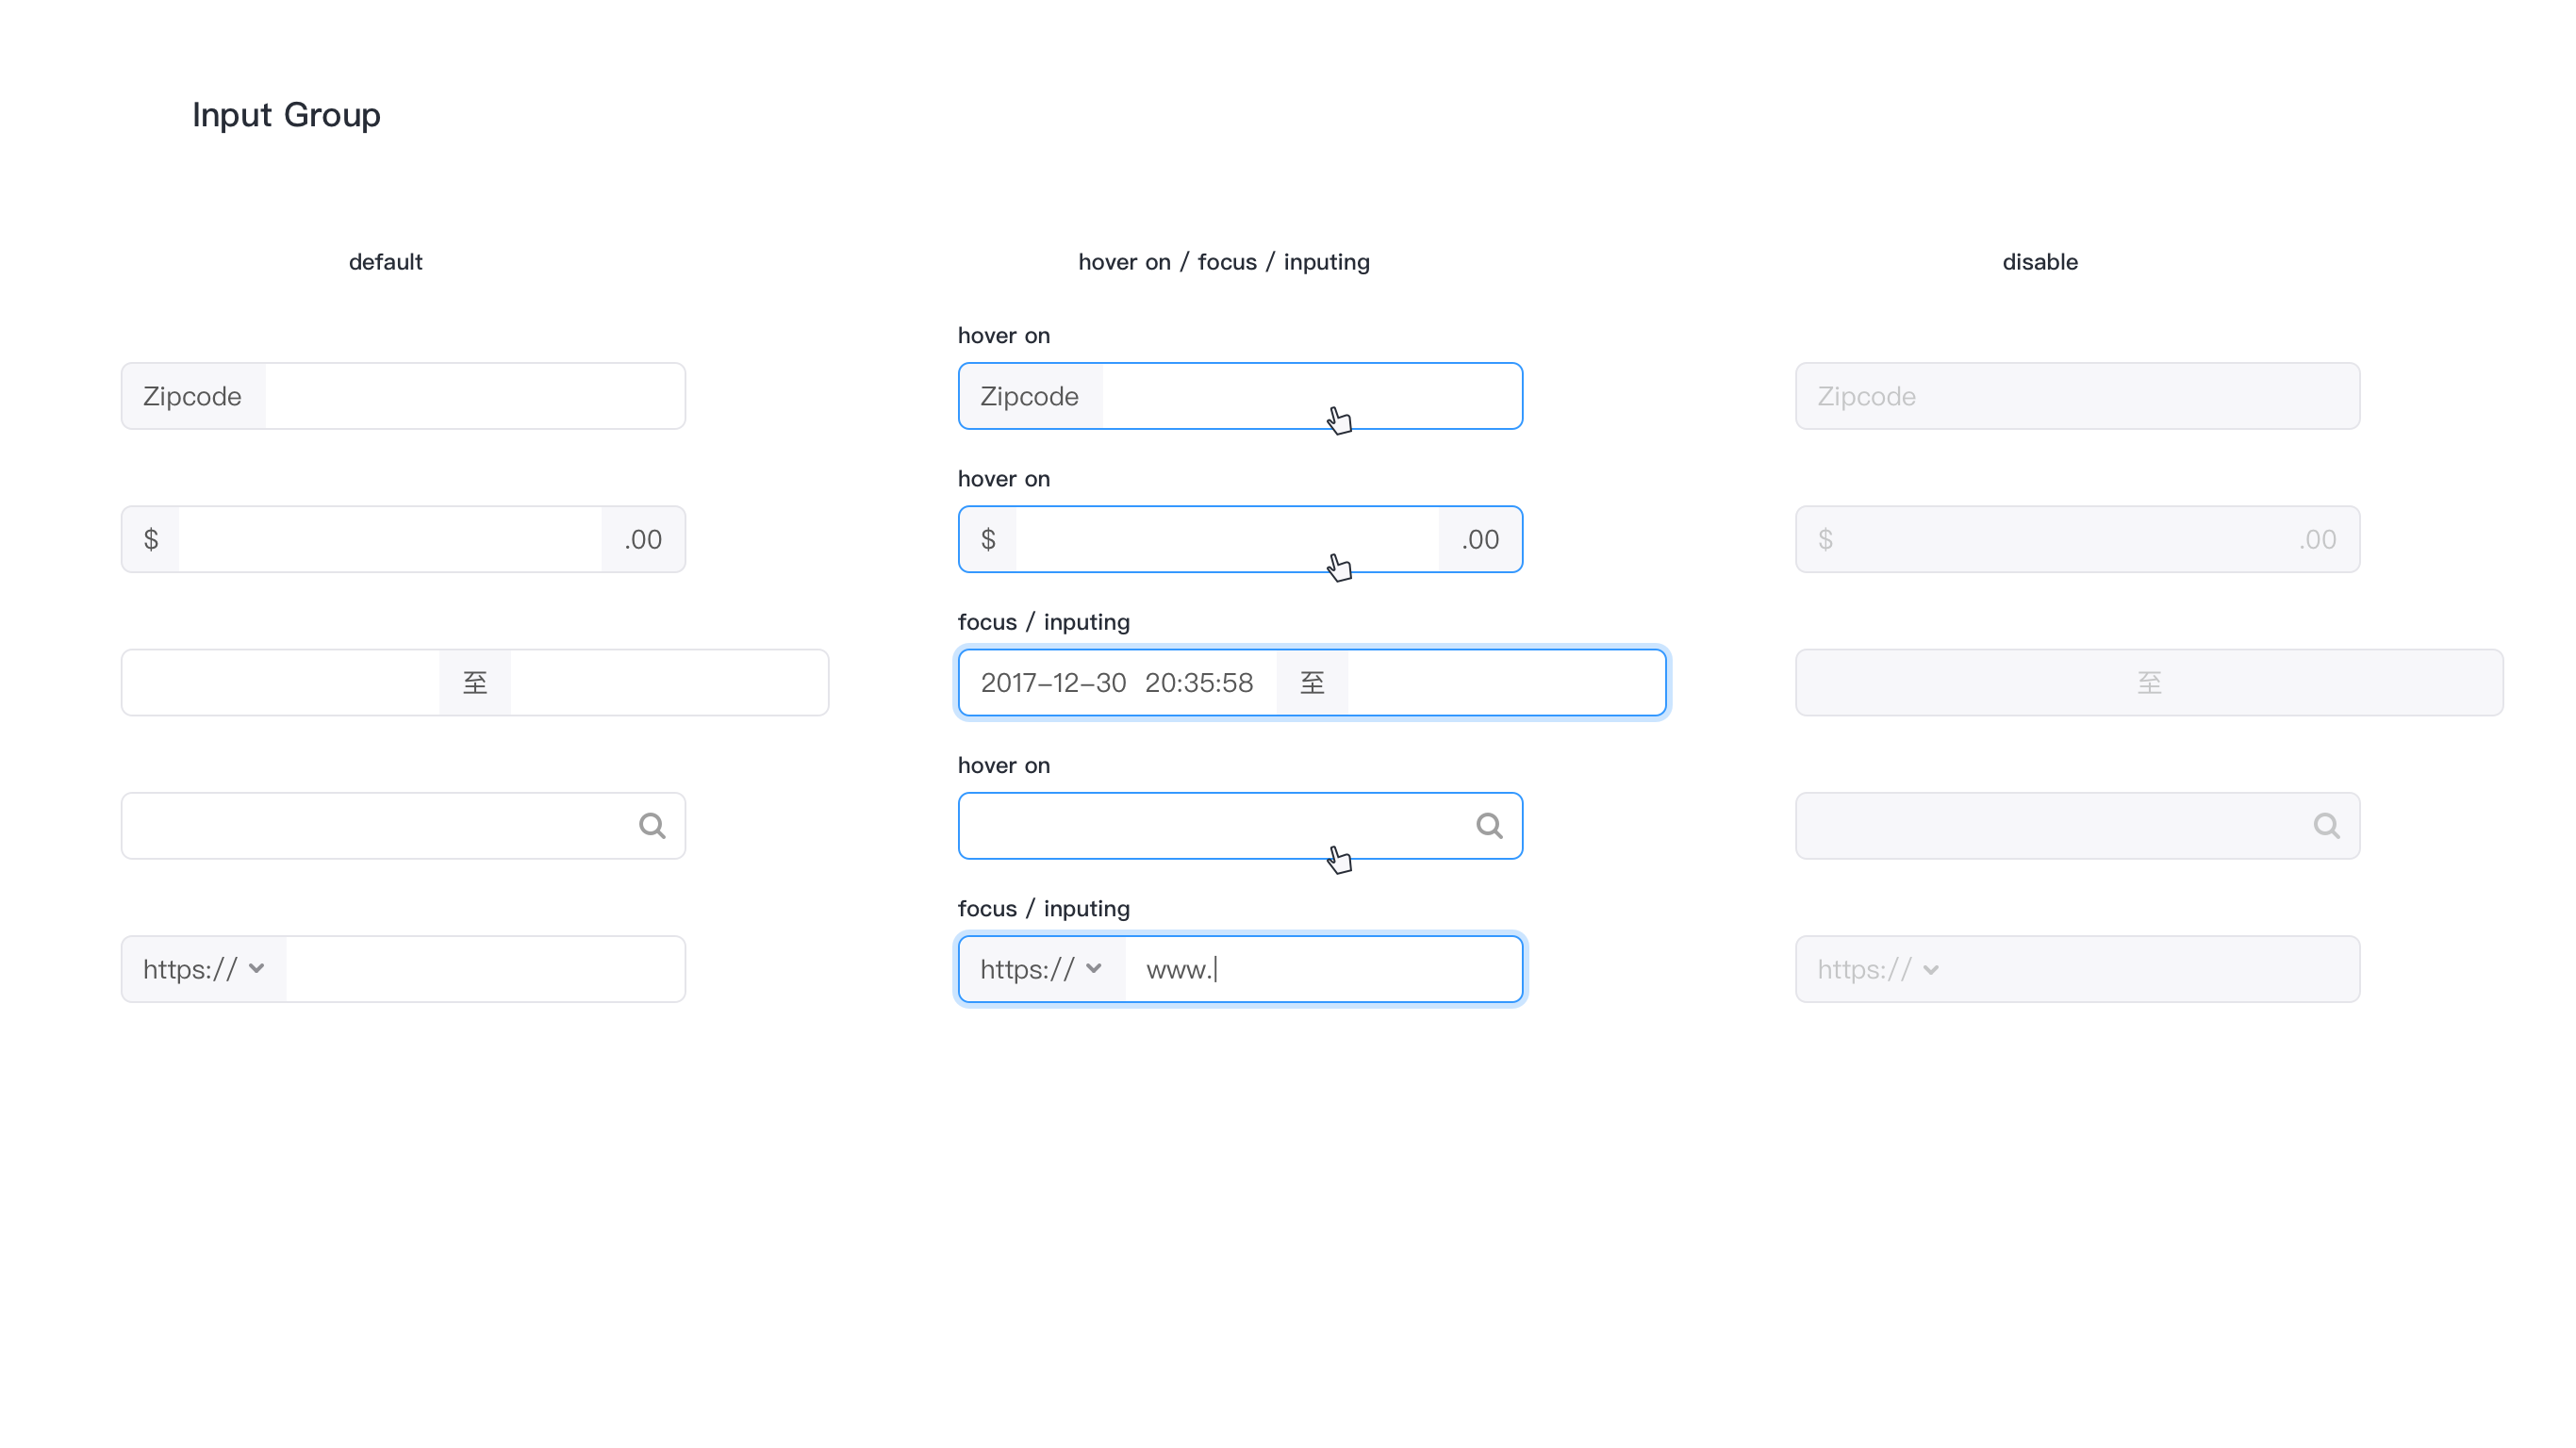 Input Group
default
hover on / focus / inputing
disable
hover on
Zipcode
Zipcode
Zipcode
hover on
$ .00
$ .00
$ .00
focus / inputing
至
2017-12-30 20:35:58 至
至
hover on
focus / inputing
https://
https:// www.
https://